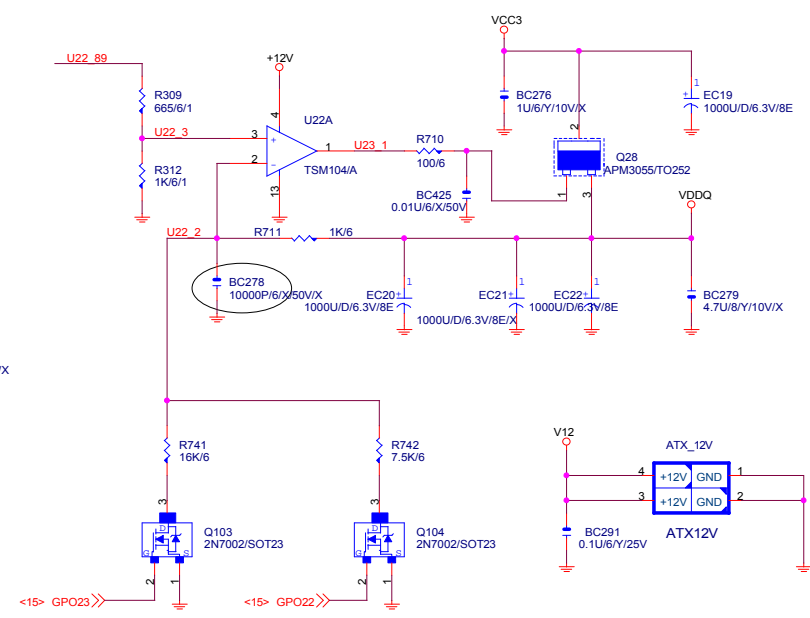 VCC3
U22_89
+12V
BC276
1U/6/Y/10V/X
1
+
EC19
1000U/D/6.3V/8E
R309
665/6/1
4
U22A
2
U22_3
3
+
1
U23_1
R710
100/6
Q28
APM3055/TO252
2
−
TSM104/A
R312
1K/6/1
13
BC425
0.01U/6/X/50V
1
3
VDDQ
U22_2
R711
1K/6
BC278
10000P/6/X/50V/X
EC20
+
1
1000U/D/6.3V/8E
EC21
+
1
1000U/D/6.3V/8E/X
EC22
+
1
1000U/D/6.3V/8E
BC279
4.7U/8/Y/10V/X
/X
R741
16K/6
R742
7.5K/6
V12
ATX_12V
4
+12V
GND
1
3
+12V
GND
2
ATX12V
BC291
0.1U/6/Y/25V
3
D
G
S
Q103
2N7002/SOT23
2
1
3
D
G
S
Q104
2N7002/SOT23
2
1
<15> GPO23
<15> GPO22